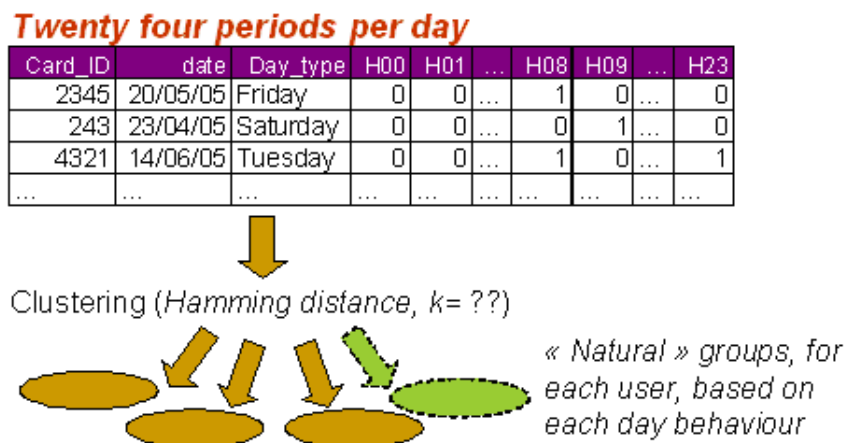 Twenty four periods per day
Card_ID date Day_type H00 H01 ... H08 H09 ... H23
2345 20/05/05 Friday 0 0 ... 1 0 ... 0
243 23/04/05 Saturday 0 0 ... 0 1 ... 0
4321 14/06/05 Tuesday 0 0 ... 1 0 ... 1
... ... ... ... ... ... ... ... ... ...
Clustering (Hamming distance, k= ??)
« Natural » groups, for
each user, based on
each day behaviour